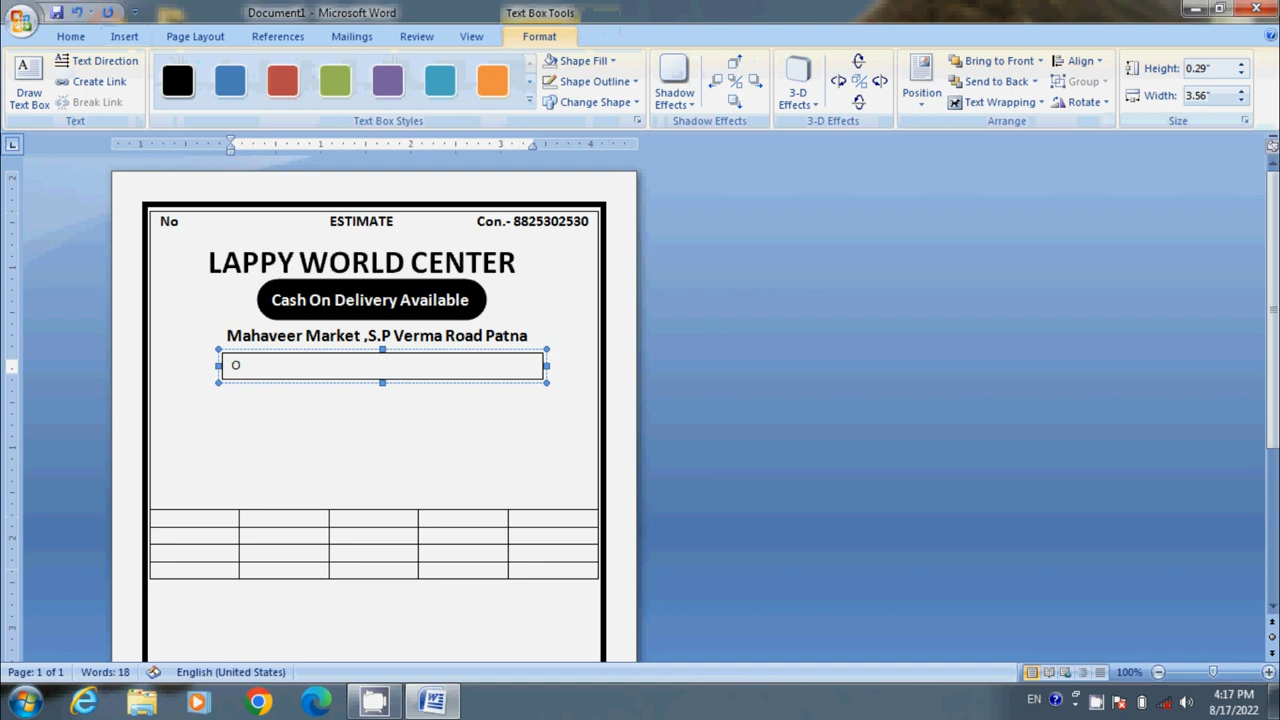 Document1 - Microsoft Word
Text Box Tools
Home Insert Page Layout References Mailings Review View Format
Draw Text Box
Text Direction
Create Link
Break Link
Shape Fill
Shape Outline
Change Shape
Shadow Effects
3-D Effects
Position
Bring to Front
Send to Back
Text Wrapping
Align
Group
Rotate
Height: 0.29"
Width: 3.56"
Text Text Box Styles Shadow Effects 3-D Effects Arrange Size
1 1 2 3 4
No ESTIMATE Con.- 8825302530
LAPPY WORLD CENTER
Cash On Delivery Available
Mahaveer Market ,S.P Verma Road Patna
O
Page: 1 of 1 Words: 18 English (United States) 100%
EN 4:17 PM
8/17/2022